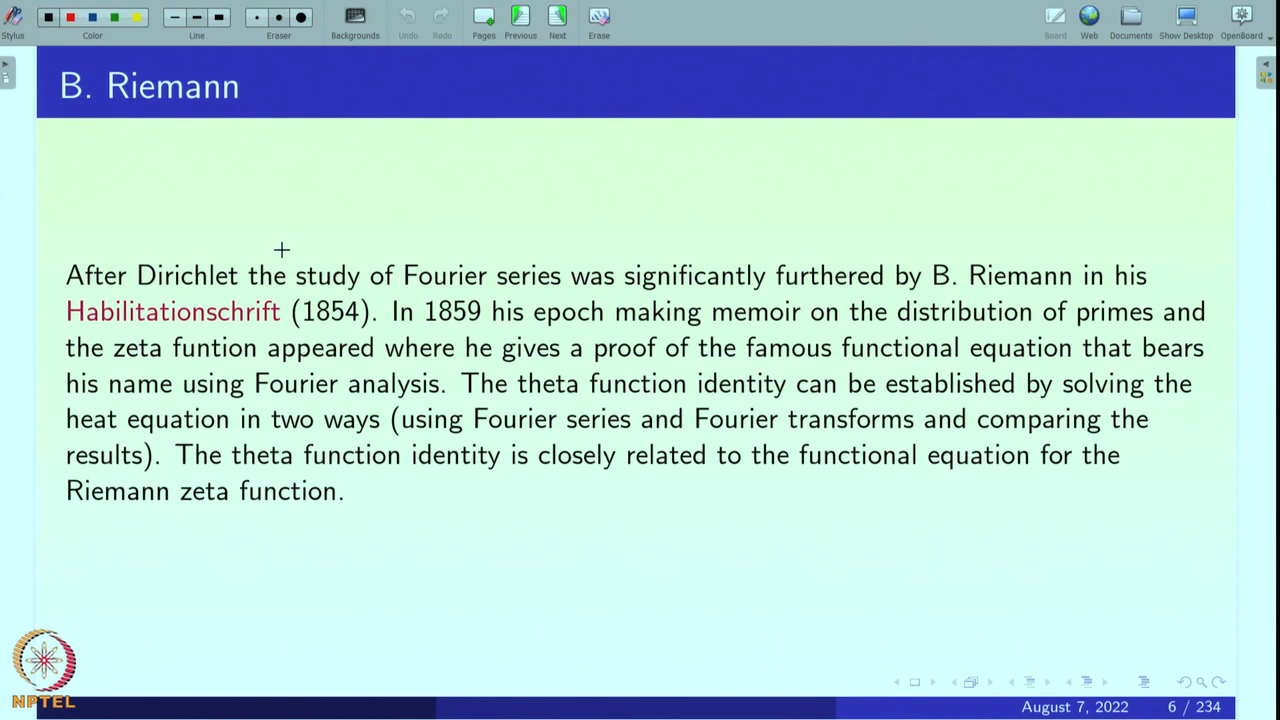 Stylus Color Line Eraser Backgrounds Undo Redo Pages Previous Next Erase Board Web Documents Show Desktop OpenBoard
B. Riemann
After Dirichlet the study of Fourier series was significantly furthered by B. Riemann in his
Habilitationschrift (1854). In 1859 his epoch making memoir on the distribution of primes and
the zeta funtion appeared where he gives a proof of the famous functional equation that bears
his name using Fourier analysis. The theta function identity can be established by solving the
heat equation in two ways (using Fourier series and Fourier transforms and comparing the
results). The theta function identity is closely related to the functional equation for the
Riemann zeta function.
NPTEL
August 7, 2022 6 / 234